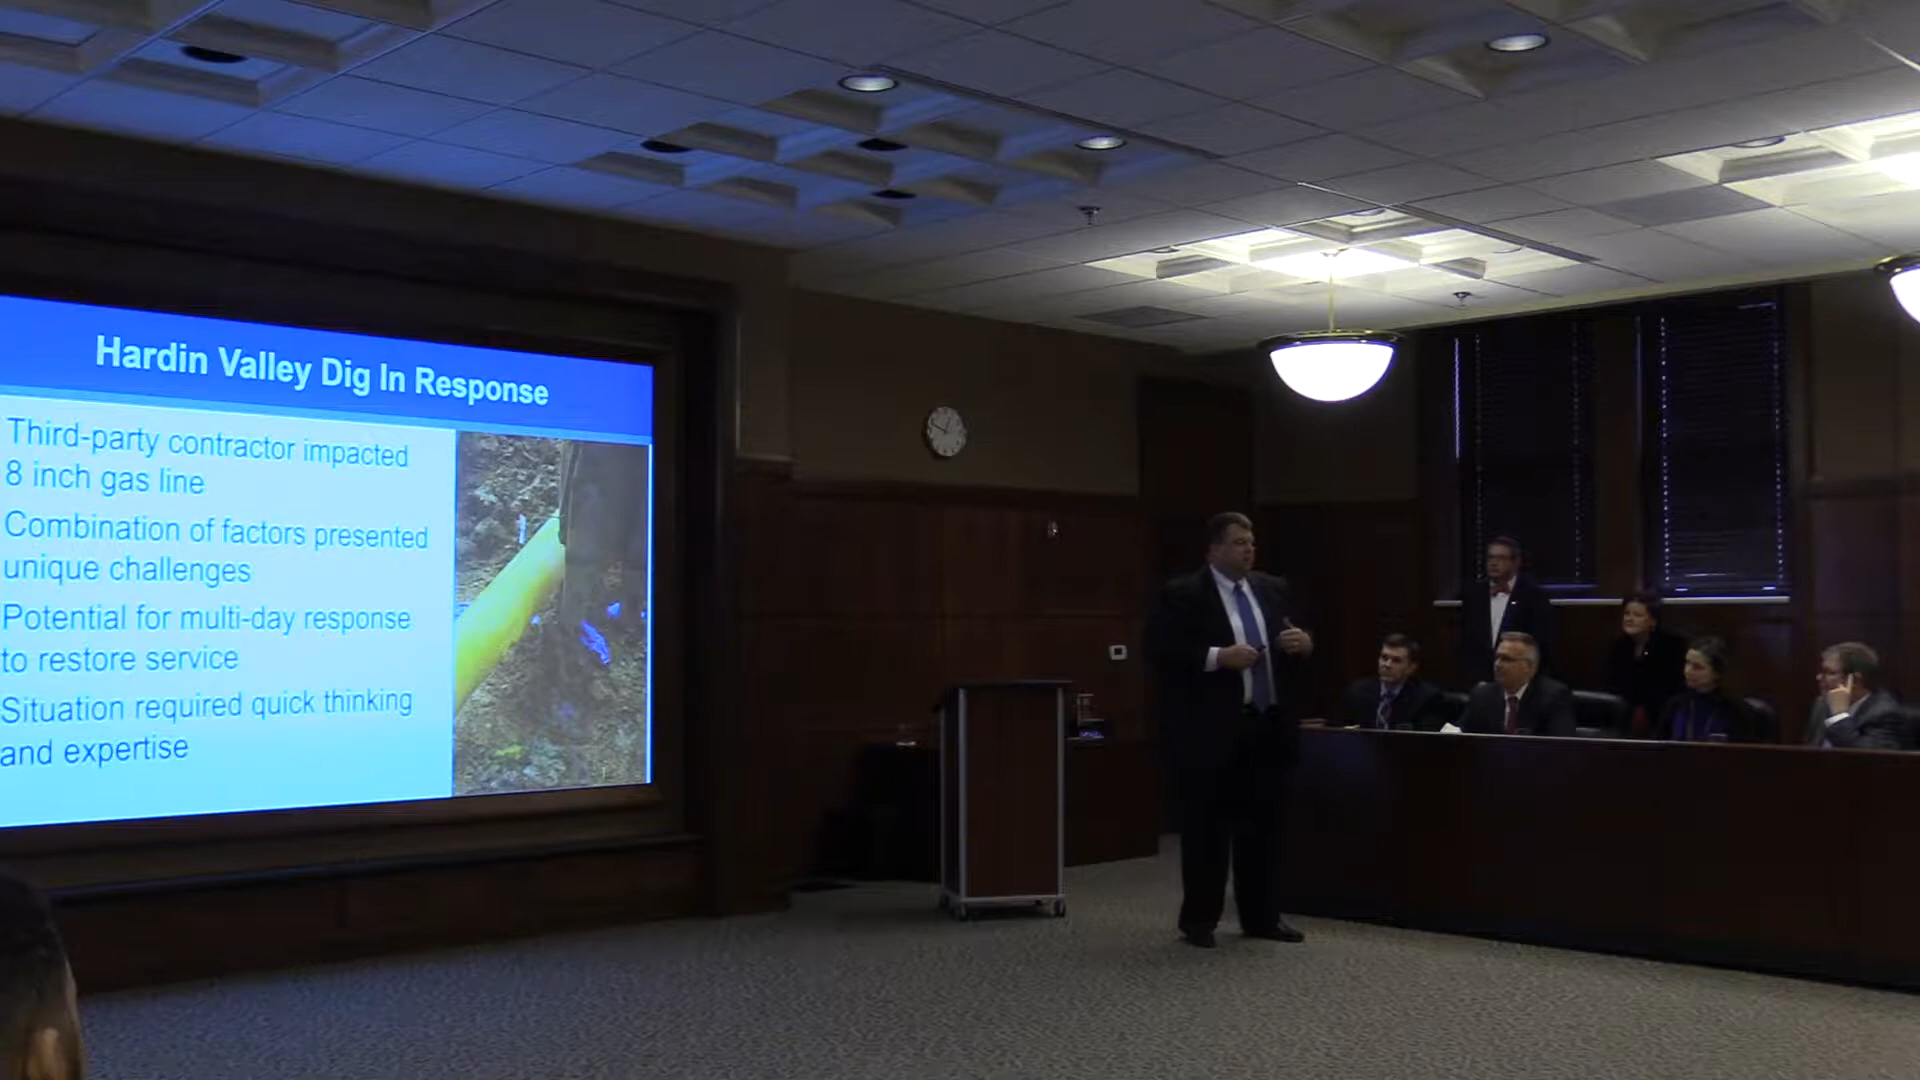 Hardin Valley Dig In Response
Third-party contractor impacted
8 inch gas line
Combination of factors presented
unique challenges
Potential for multi-day response
to restore service
Situation required quick thinking
and expertise